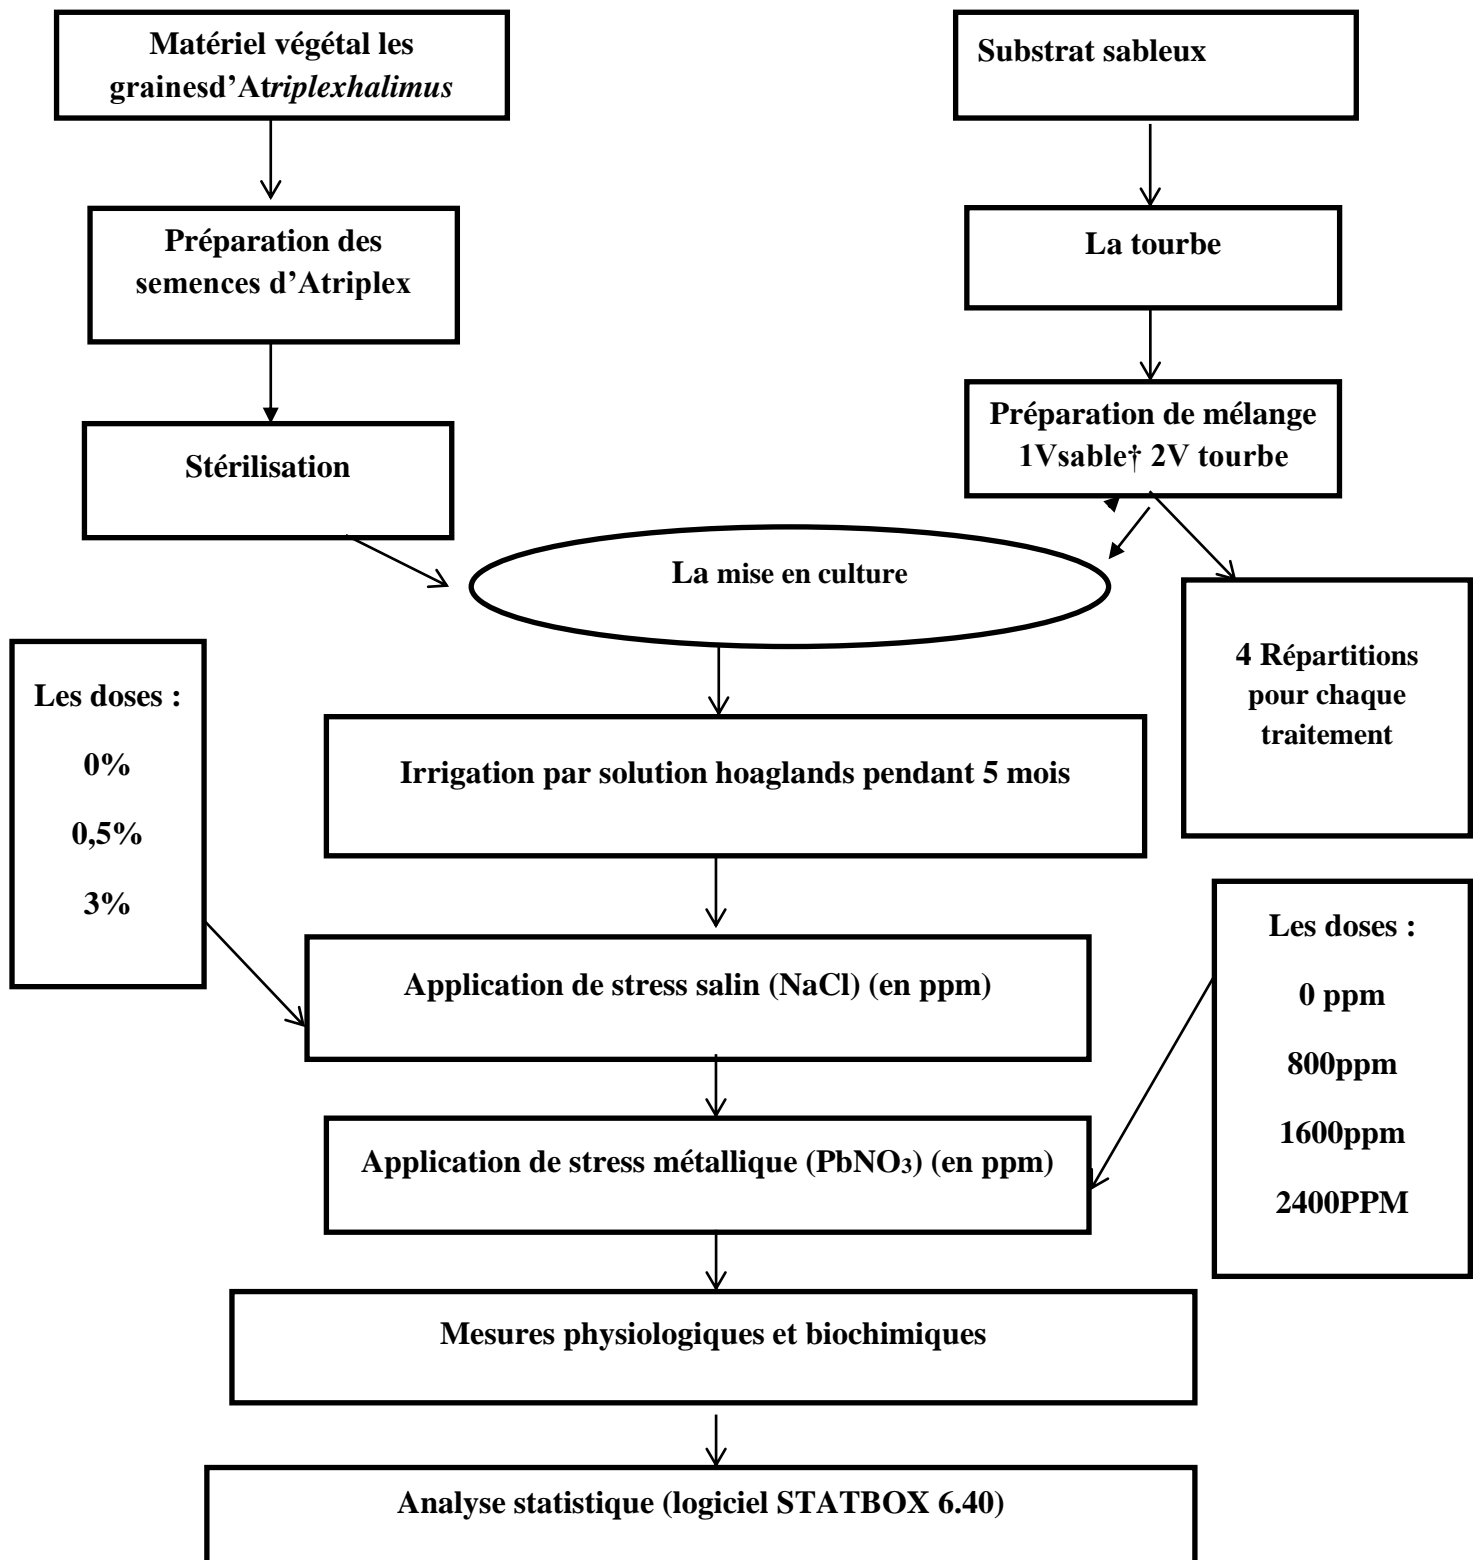 Matériel végétal les
grainesd’Atriplexhalimus
Substrat sableux
Préparation des
semences d’Atriplex
La tourbe
Stérilisation
Préparation de mélange
1Vsable† 2V tourbe
La mise en culture
4 Répartitions
pour chaque
traitement
Les doses :
0%
0,5%
3%
Irrigation par solution hoaglands pendant 5 mois
Application de stress salin (NaCl) (en ppm)
Les doses :
0 ppm
800ppm
1600ppm
2400PPM
Application de stress métallique (PbNO₃) (en ppm)
Mesures physiologiques et biochimiques
Analyse statistique (logiciel STATBOX 6.40)